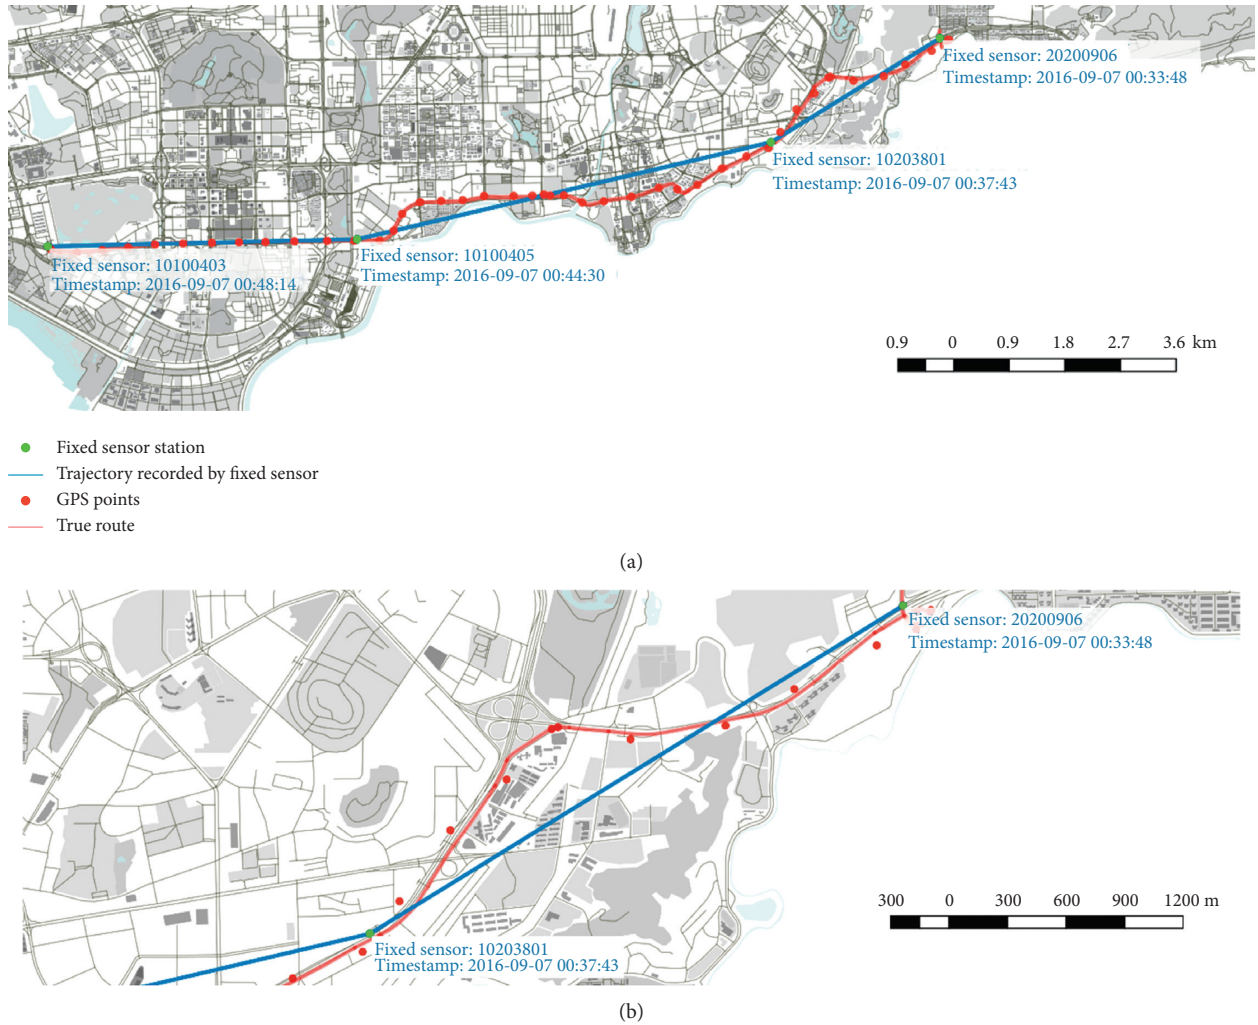 Fixed sensor: 20200906
Timestamp: 2016-09-07 00:33:48
Fixed sensor: 10203801
Timestamp: 2016-09-07 00:37:43
Fixed sensor: 10100405
Timestamp: 2016-09-07 00:44:30
Fixed sensor: 10100403
Timestamp: 2016-09-07 00:48:14
0.9 0 0.9 1.8 2.7 3.6 km
Fixed sensor station
Trajectory recorded by fixed sensor
GPS points
True route
(a)
Fixed sensor: 20200906
Timestamp: 2016-09-07 00:33:48
300 0 300 600 900 1200 m
Fixed sensor: 10203801
Timestamp: 2016-09-07 00:37:43
(b)